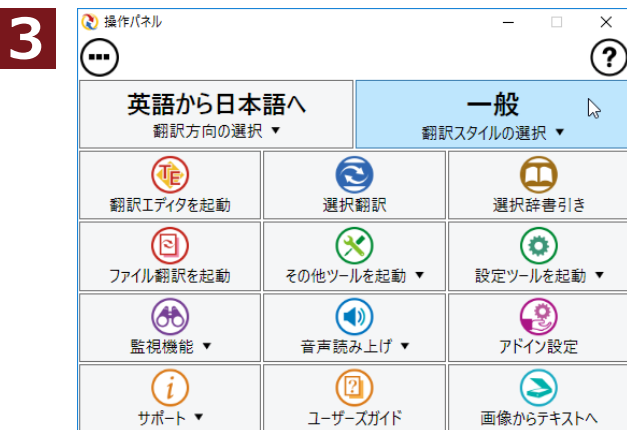 3
操作パネル
英語から日本語へ
翻訳方向の選択 ▼
一般
翻訳スタイルの選択 ▼
TE
翻訳エディタを起動
選択翻訳
選択辞書引き
ファイル翻訳を起動
その他ツールを起動 ▼
設定ツールを起動 ▼
監視機能 ▼
音声読み上げ ▼
アドイン設定
i
サポート ▼
?
ユーザーズガイド
画像からテキストへ